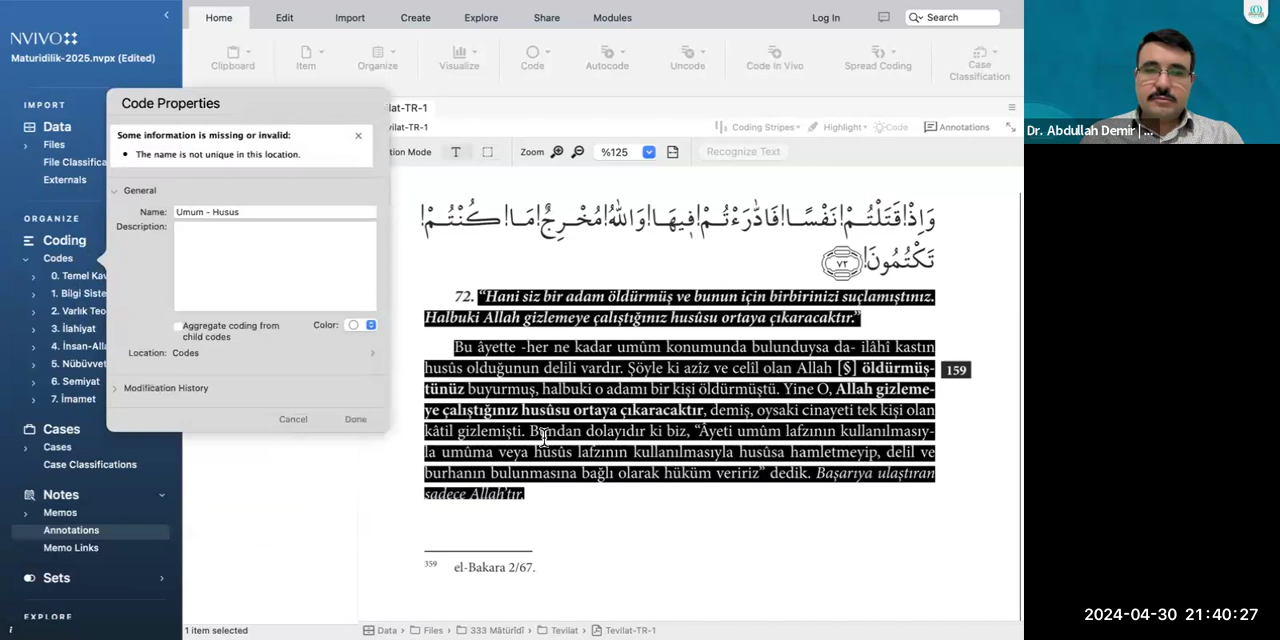 Home Edit Import Create Explore Share Modules Log In Search
NVIVO
Maturidilik-2025.nvpx (Edited)
Clipboard Item Organize Visualize Code Autocode Uncode Code In Vivo Spread Coding Case
Classification
IMPORT
Data
Files
File Classifica
Externals
ORGANIZE
Coding
Codes
0. Temel Kav
1. Bilgi Siste
2. Varlık Teo
3. İlahiyat
4. İnsan-Alla
5. Nübüvvet
6. Semiyat
7. İmamet
Cases
Cases
Case Classifications
Notes
Memos
Annotations
Memo Links
Sets
EXPLORE
Code Properties
Some information is missing or invalid:
• The name is not unique in this location.
General
Name: Umum - Husus
Description:
Aggregate coding from
child codes
Color:
Location: Codes
Modification History
Cancel Done
ilat-TR-1
vilat-TR-1
Coding Stripes Highlight Code Annotations
tion Mode T Zoom %125 Recognize Text
وَاِذْ قَتَلْتُمْ نَفْسًا فَادّٰرَءْتُمْ فِيهَا وَاللّٰهُ مُخْرِجٌ مَا كُنْتُمْ
تَكْتُمُونَ ٧٢
72. “Hani siz bir adam öldürmüş ve bunun için birbirinizi suçlamıştınız.
Halbuki Allah gizlemeye çalıştığınız husûsu ortaya çıkaracaktır.”
Bu âyette -her ne kadar umûm konumunda bulunduysa da- ilâhî kastın
husûs olduğunun delili vardır. Şöyle ki azîz ve celîl olan Allah [§] öldürmüş-
tünüz buyurmuş, halbuki o adamı bir kişi öldürmüştü. Yine O, Allah gizleme-
ye çalıştığınız husûsu ortaya çıkaracaktır, demiş, oysaki cinayeti tek kişi olan
kâtil gizlemişti. Bundan dolayıdır ki biz, “Âyeti umûm lafzının kullanılmasıy-
la umûma veya husûs lafzının kullanılmasıyla husûsa hamletmeyip, delil ve
burhanın bulunmasına bağlı olarak hüküm veririz” dedik. Başarıya ulaştıran
sadece Allah’tır.
159
359 el-Bakara 2/67.
1 item selected
Data Files 333 Mâtürîdî Tevilat Tevilat-TR-1
Dr. Abdullah Demir | ...
2024-04-30 21:40:27